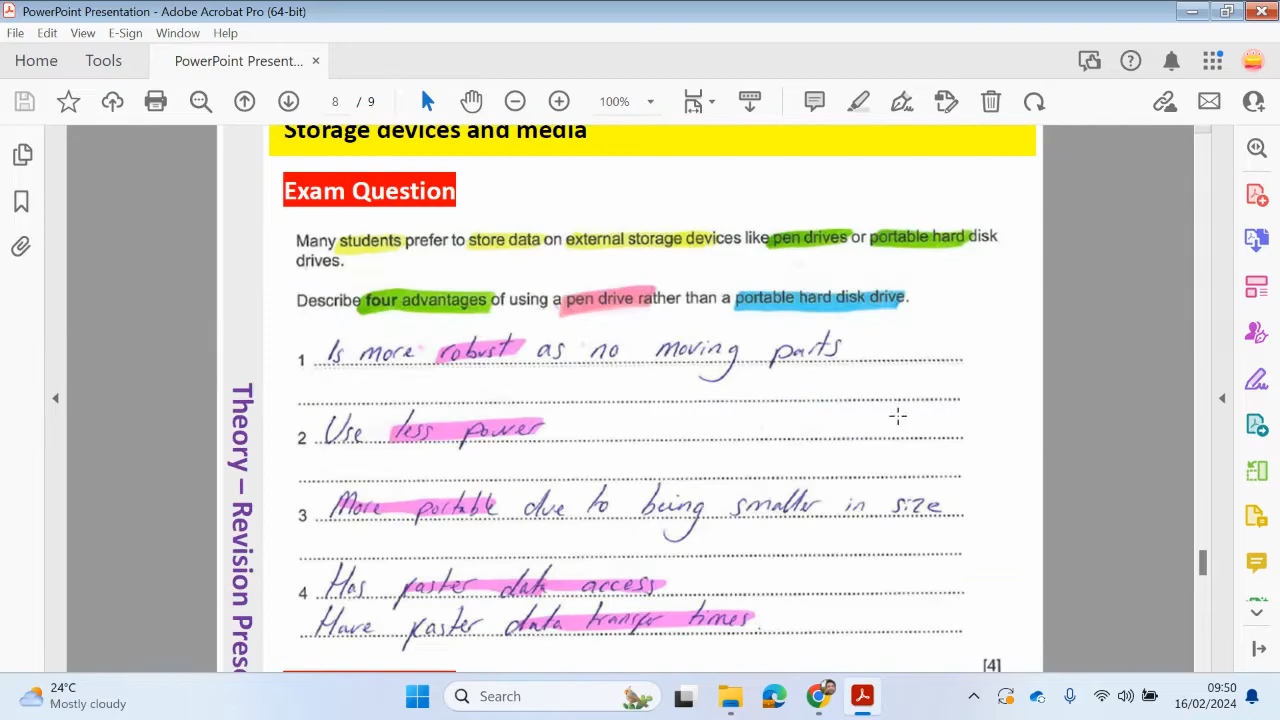 PowerPoint Presentation - Adobe Acrobat Pro (64-bit)
File Edit View E-Sign Window Help
Home Tools PowerPoint Present... ×
8 / 9 100%
Storage devices and media
Exam Question
Many students prefer to store data on external storage devices like pen drives or portable hard disk
drives.
Describe four advantages of using a pen drive rather than a portable hard disk drive.
1 Is more robust as no moving parts
2 Use less power
3 More portable due to being smaller in size
4 Has faster data access
Have faster data transfer times.
[4]
Theory – Revision Prese
24°C
Mostly cloudy
Search
09:50
16/02/2024